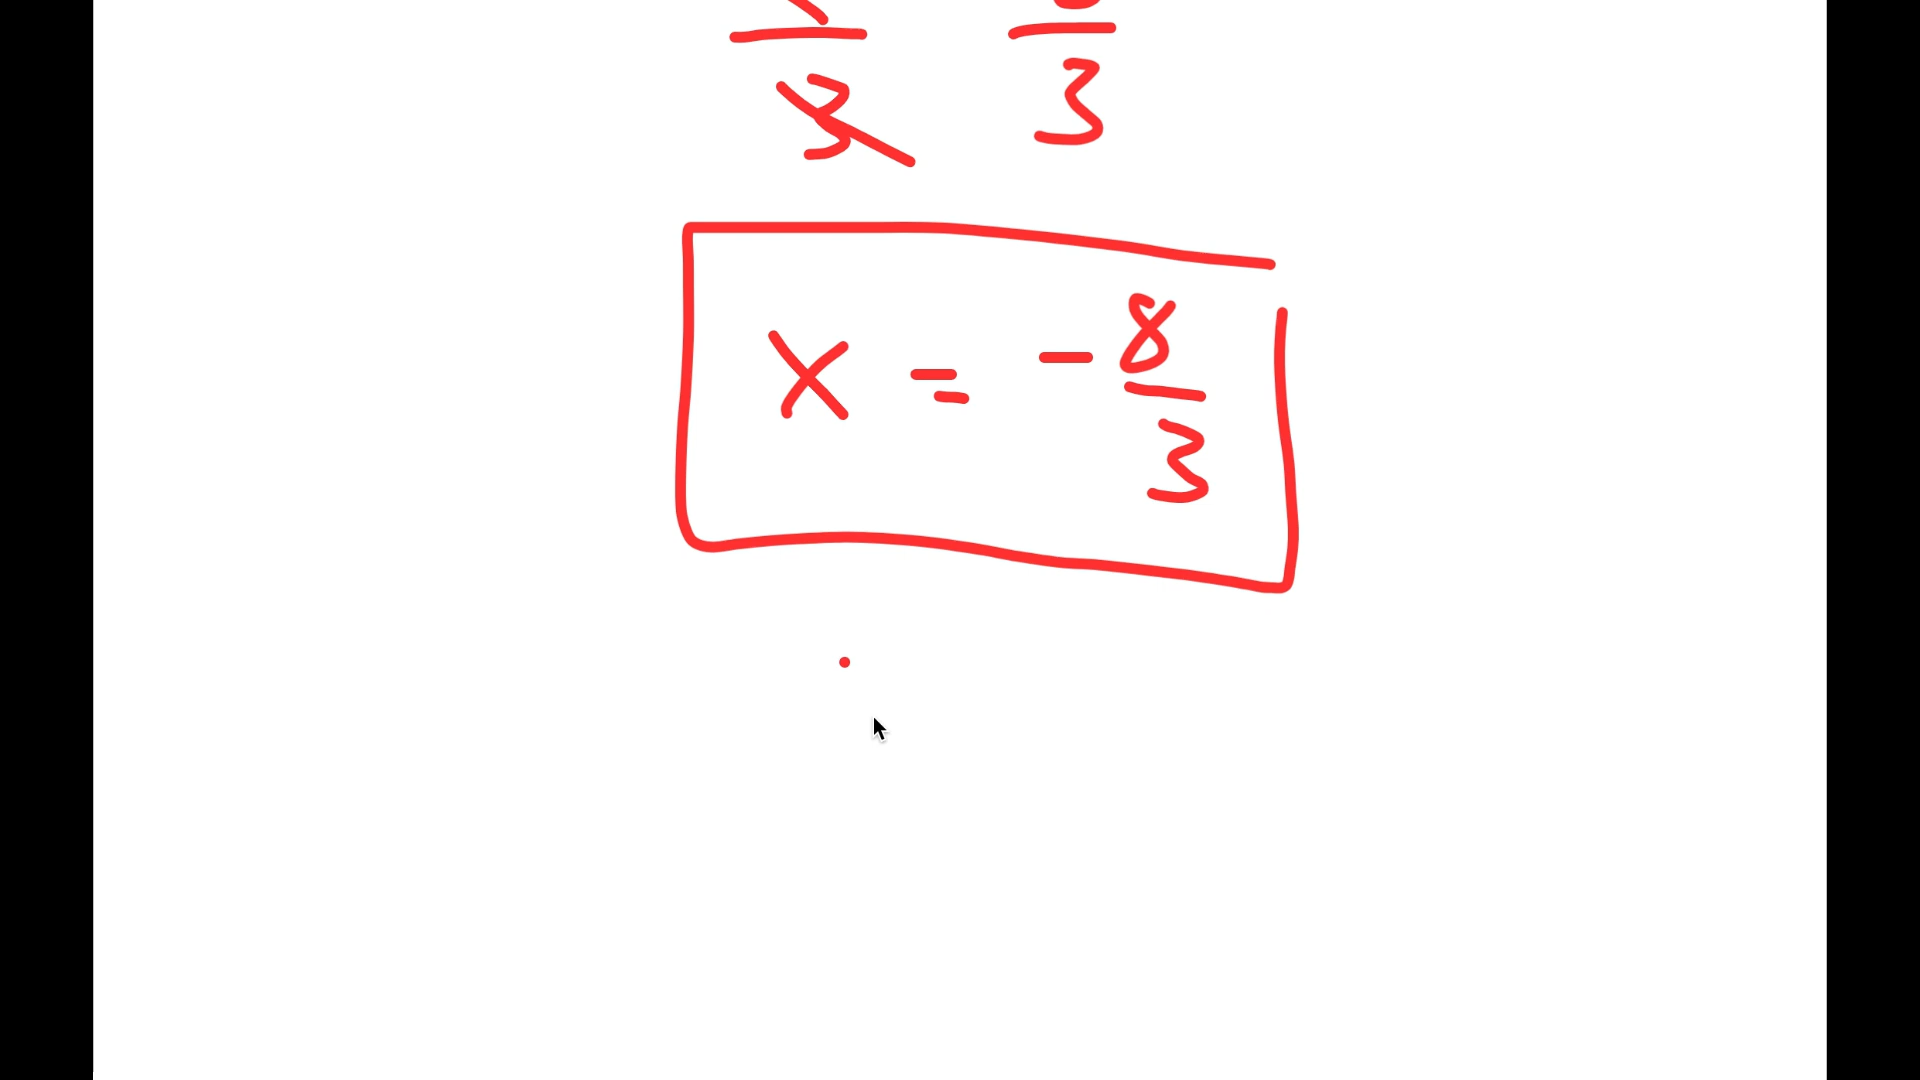 3 3
x = - 8/3